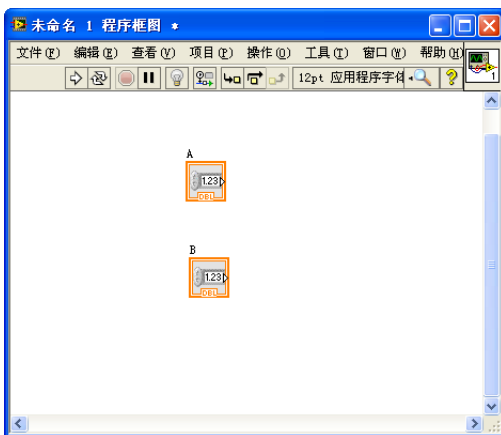 未命名 1 程序框图 *
文件(F) 编辑(E) 查看(V) 项目(P) 操作(O) 工具(T) 窗口(W) 帮助(H)
12pt 应用程序字体
1
A
1.23
DBL
B
1.23
DBL